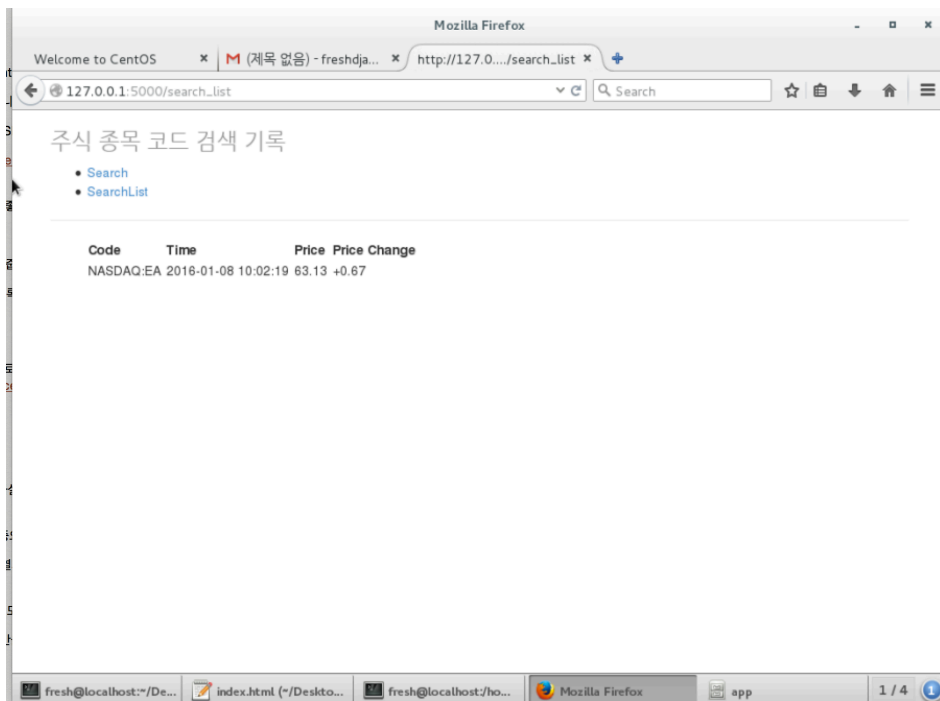 Mozilla Firefox
Welcome to CentOS
(제목 없음) - freshdja...
http://127.0..../search_list
127.0.0.1:5000/search_list
Search
주식 종목 코드 검색 기록
Search
SearchList
Code Time Price Price Change
NASDAQ:EA 2016-01-08 10:02:19 63.13 +0.67
fresh@localhost:~/De...
index.html (~/Deskto...
fresh@localhost:/ho...
Mozilla Firefox
app
1 / 4
1